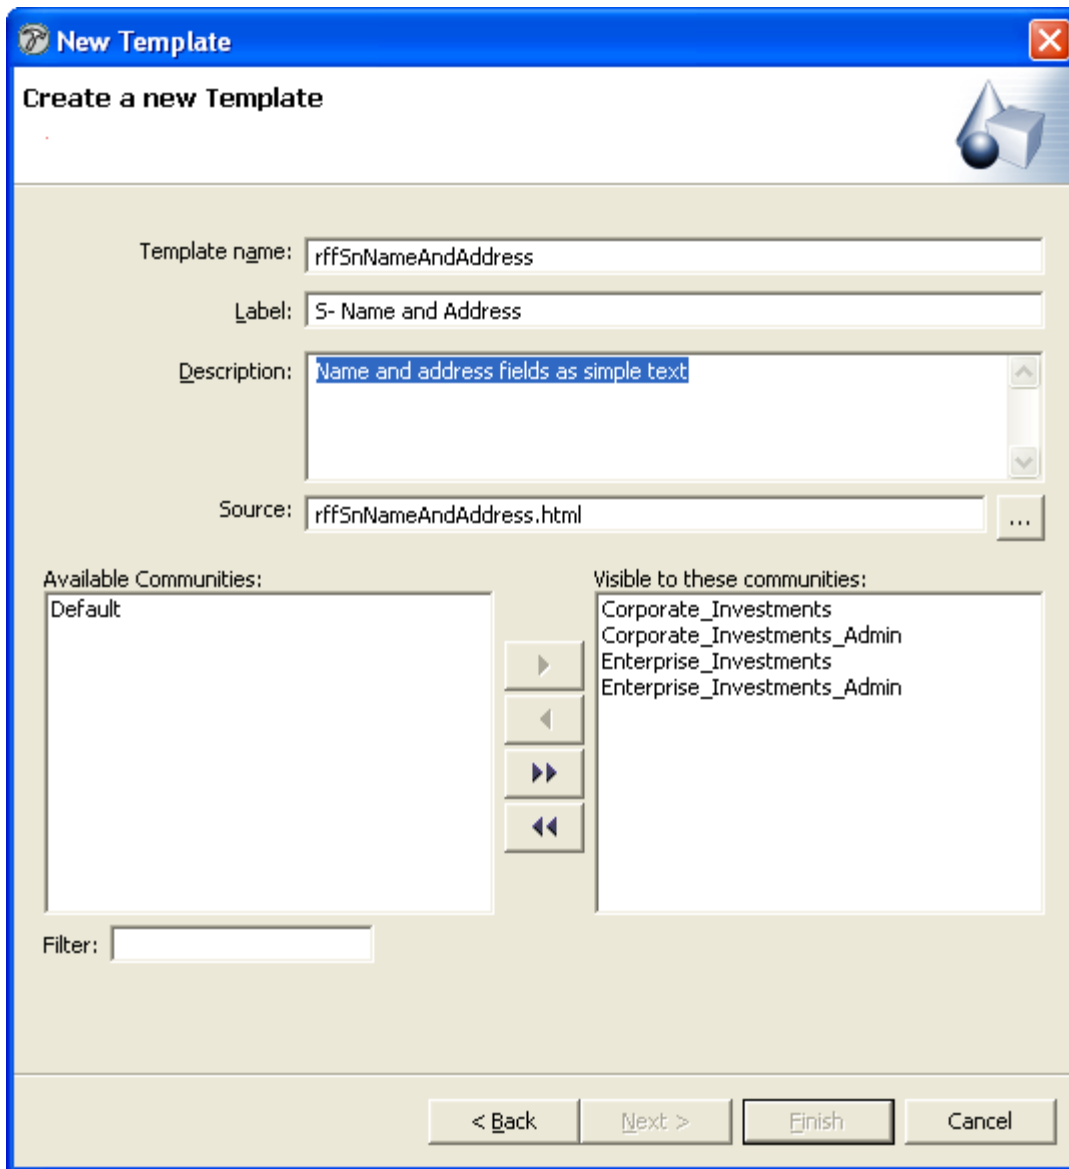 New Template
Create a new Template
Template name: rffSnNameAndAddress
Label: S- Name and Address
Description: Name and address fields as simple text
Source: rffSnNameAndAddress.html ...
Available Communities: Visible to these communities:
Default Corporate_Investments
Corporate_Investments_Admin
Enterprise_Investments
Enterprise_Investments_Admin
Filter:
< Back Next > Finish Cancel